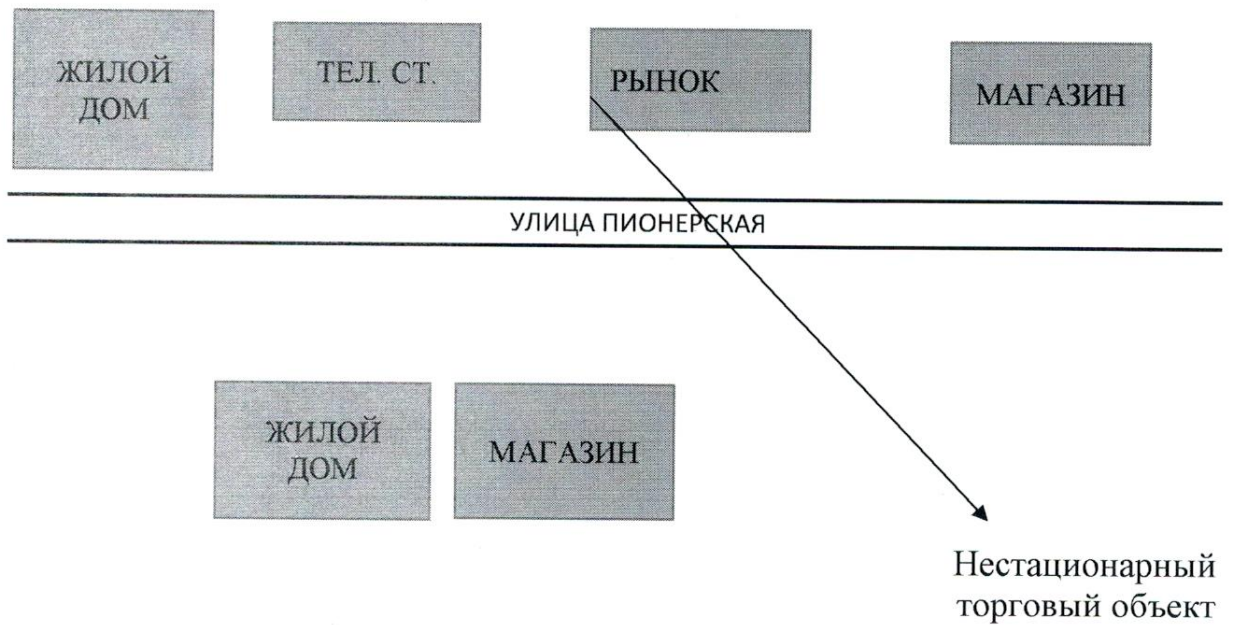 ЖИЛОЙ
ДОМ
ТЕЛ. СТ.
РЫНОК
МАГАЗИН
УЛИЦА ПИОНЕРСКАЯ
ЖИЛОЙ
ДОМ
МАГАЗИН
Нестационарный
торговый объект